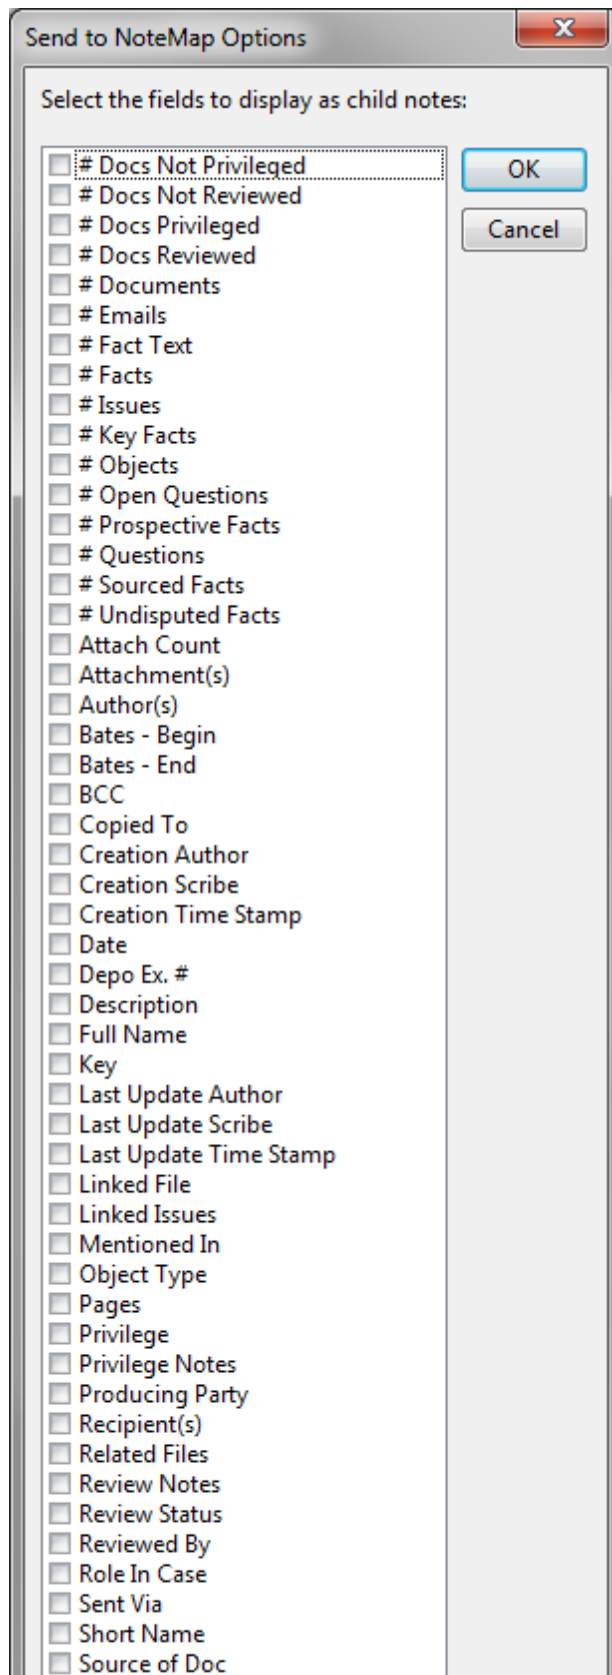 Send to NoteMap Options
Select the fields to display as child notes:
# Docs Not Privileged
OK
# Docs Not Reviewed
# Docs Privileged
Cancel
# Docs Reviewed
# Documents
# Emails
# Fact Text
# Facts
# Issues
# Key Facts
# Objects
# Open Questions
# Prospective Facts
# Questions
# Sourced Facts
# Undisputed Facts
Attach Count
Attachment(s)
Author(s)
Bates - Begin
Bates - End
BCC
Copied To
Creation Author
Creation Scribe
Creation Time Stamp
Date
Depo Ex. #
Description
Full Name
Key
Last Update Author
Last Update Scribe
Last Update Time Stamp
Linked File
Linked Issues
Mentioned In
Object Type
Pages
Privilege
Privilege Notes
Producing Party
Recipient(s)
Related Files
Review Notes
Review Status
Reviewed By
Role In Case
Sent Via
Short Name
Source of Doc